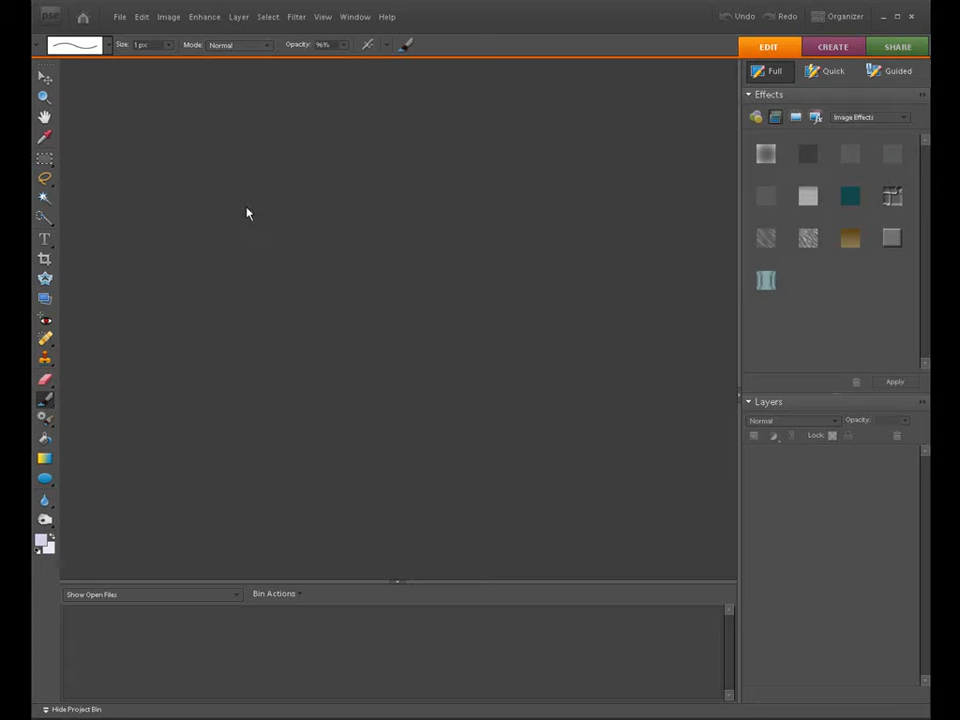 pse File Edit Image Enhance Layer Select Filter View Window Help Undo Redo Organizer
Size: 1 px Mode: Normal Opacity: 96% EDIT CREATE SHARE
Full Quick Guided
Effects
Image Effects
T
Apply
Layers
Normal Opacity:
Lock:
Show Open Files Bin Actions
Hide Project Bin